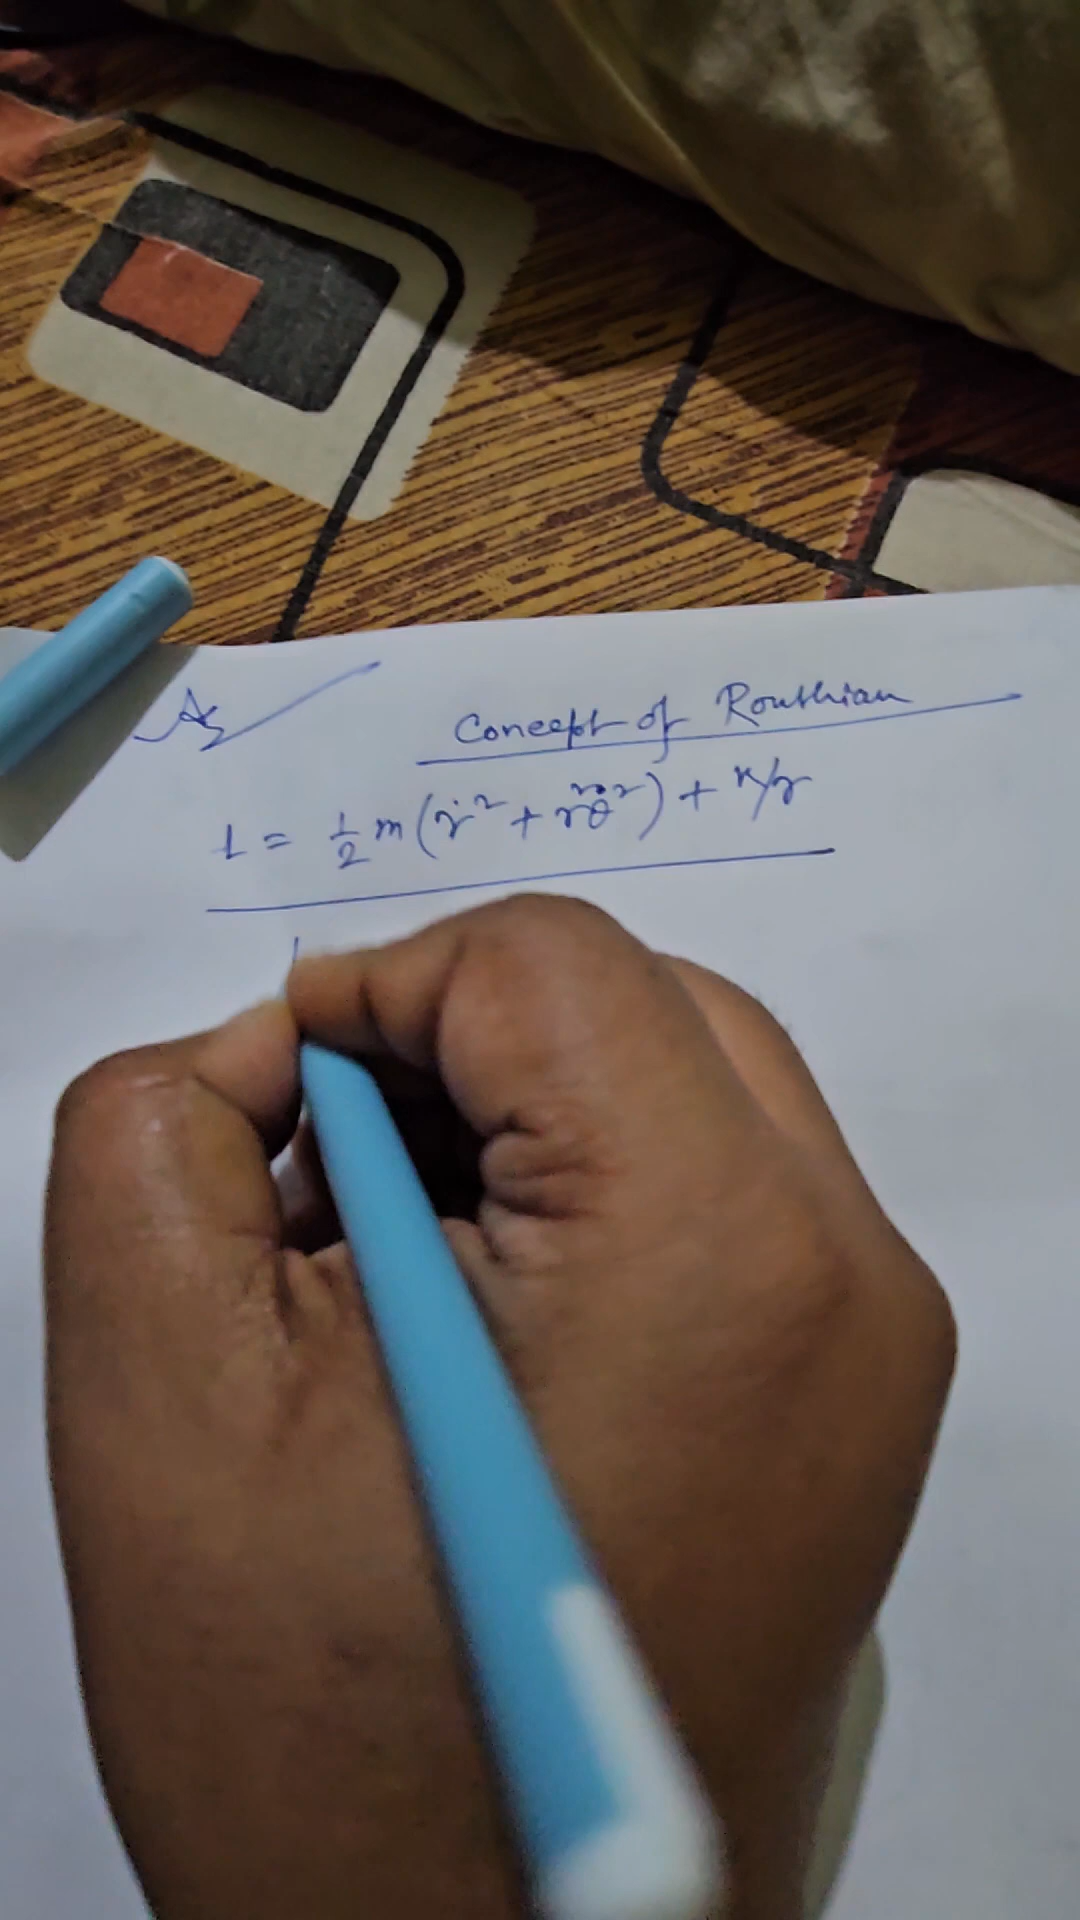 Concept of Routhian
L = 1/2 m(ṙ² + r²θ̇²) + k/r